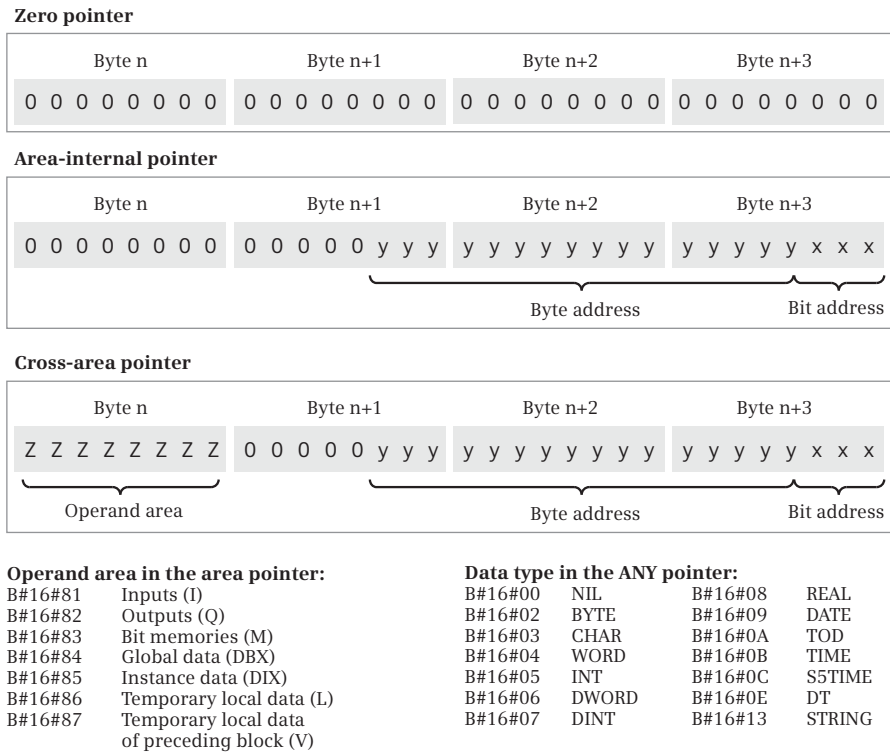 Zero pointer
Byte n Byte n+1 Byte n+2 Byte n+3
0 0 0 0 0 0 0 0 0 0 0 0 0 0 0 0 0 0 0 0 0 0 0 0 0 0 0 0 0 0 0 0
Area-internal pointer
Byte n Byte n+1 Byte n+2 Byte n+3
0 0 0 0 0 0 0 0 0 0 0 0 0 y y y y y y y y y y y y y y y y x x x
Byte address Bit address
Cross-area pointer
Byte n Byte n+1 Byte n+2 Byte n+3
Z Z Z Z Z Z Z Z 0 0 0 0 0 y y y y y y y y y y y y y y y y x x x
Operand area Byte address Bit address
Operand area in the area pointer:
B#16#81 Inputs (I)
B#16#82 Outputs (Q)
B#16#83 Bit memories (M)
B#16#84 Global data (DBX)
B#16#85 Instance data (DIX)
B#16#86 Temporary local data (L)
B#16#87 Temporary local data
of preceding block (V)
Data type in the ANY pointer:
B#16#00 NIL B#16#08 REAL
B#16#02 BYTE B#16#09 DATE
B#16#03 CHAR B#16#0A TOD
B#16#04 WORD B#16#0B TIME
B#16#05 INT B#16#0C S5TIME
B#16#06 DWORD B#16#0E DT
B#16#07 DINT B#16#13 STRING